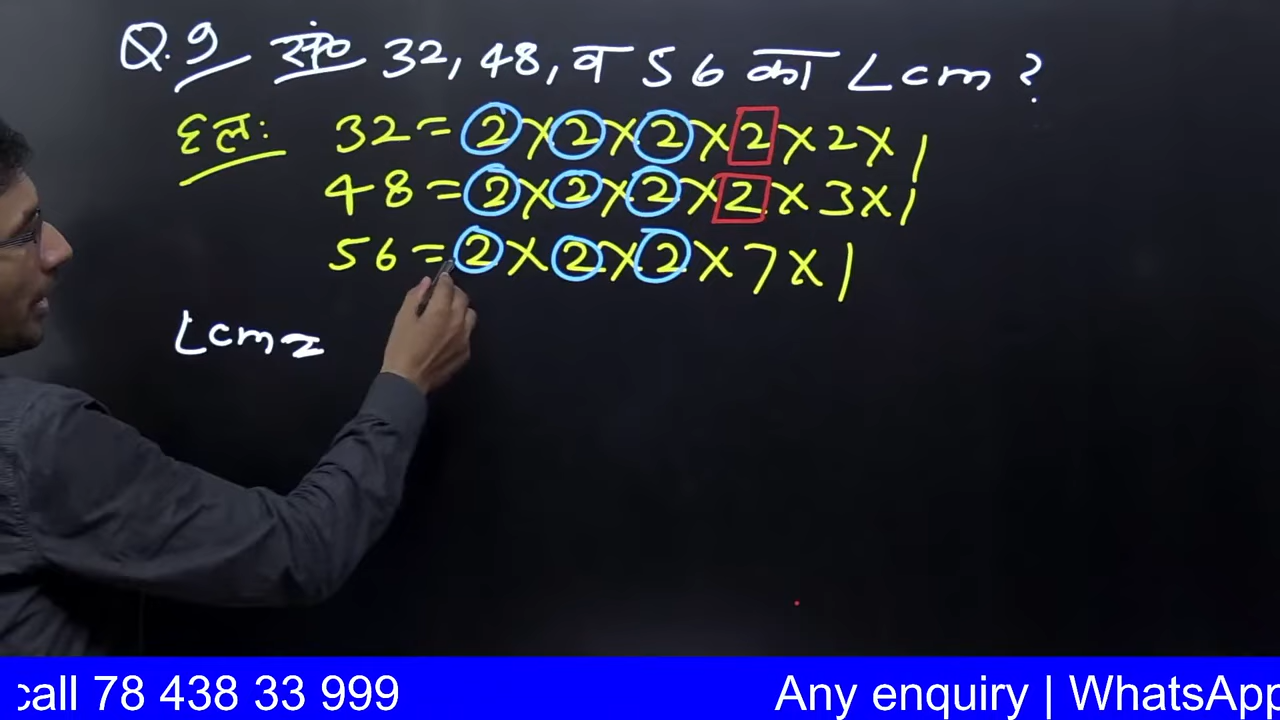 Q.9 सं० 32, 48, व 56 का Lcm ?
हल: 32 = 2 × 2 × 2 × 2 × 2 × 1
48 = 2 × 2 × 2 × 2 × 3 × 1
56 = 2 × 2 × 2 × 7 × 1
Lcm =
call 78 438 33 999 Any enquiry | WhatsApp